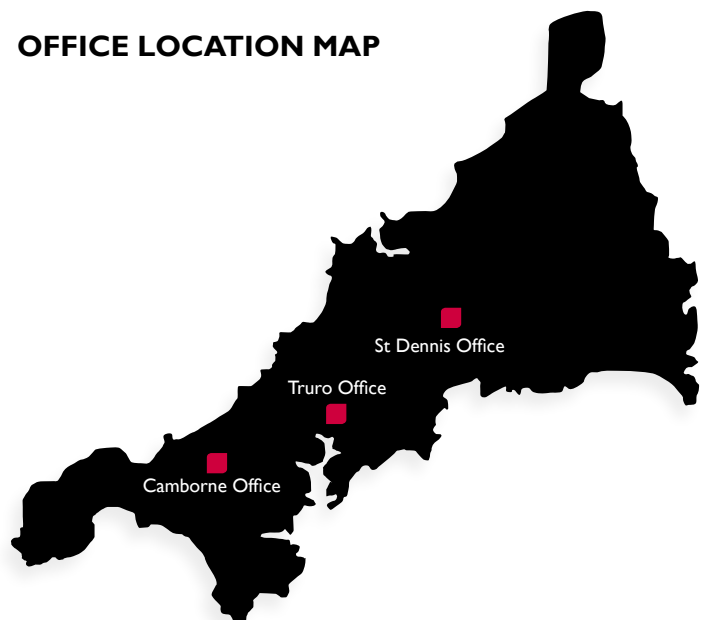 OFFICE LOCATION MAP
St Dennis Office
Truro Office
Camborne Office